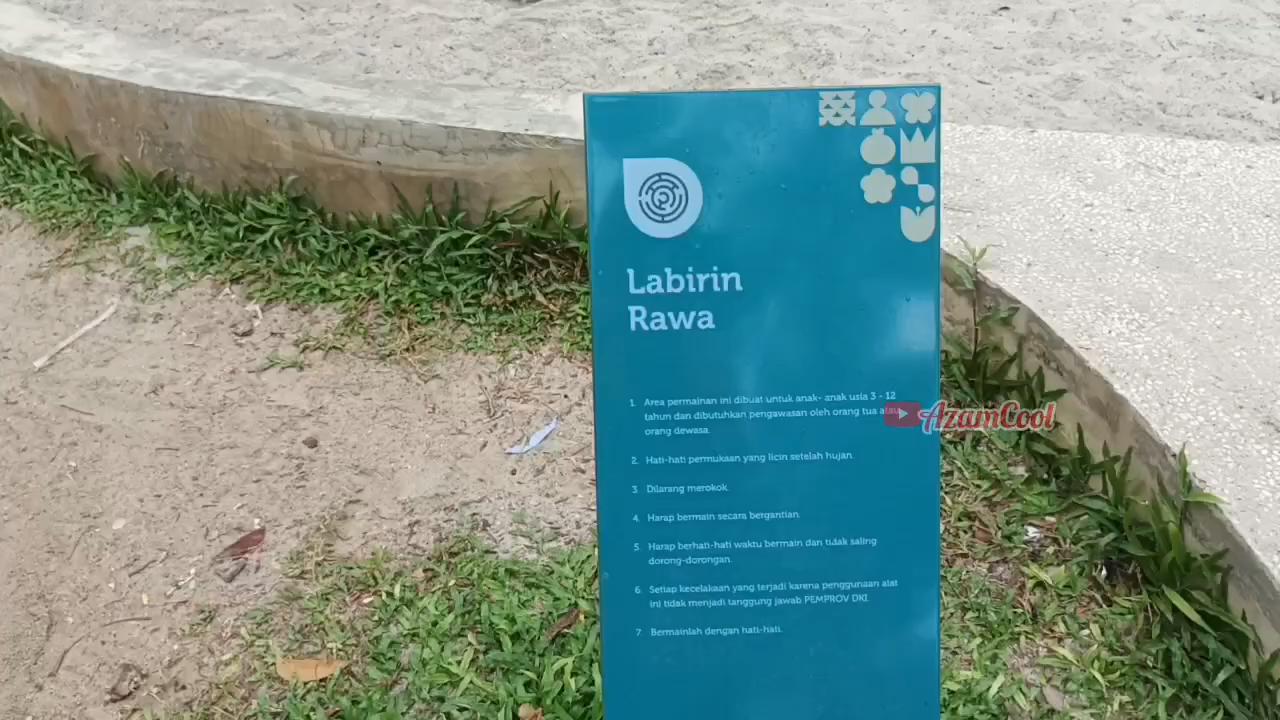 Labirin
Rawa
1. Area permainan ini dibuat untuk anak- anak usia 3 - 12
tahun dan dibutuhkan pengawasan oleh orang tua atau
orang dewasa.
2. Hati-hati permukaan yang licin setelah hujan.
3. Dilarang merokok.
4. Harap bermain secara bergantian.
5. Harap berhati-hati waktu bermain dan tidak saling
dorong-dorongan.
6. Setiap kecelakaan yang terjadi karena penggunaan alat
ini tidak menjadi tanggung jawab PEMPROV DKI.
7. Bermainlah dengan hati-hati.
AzamCool